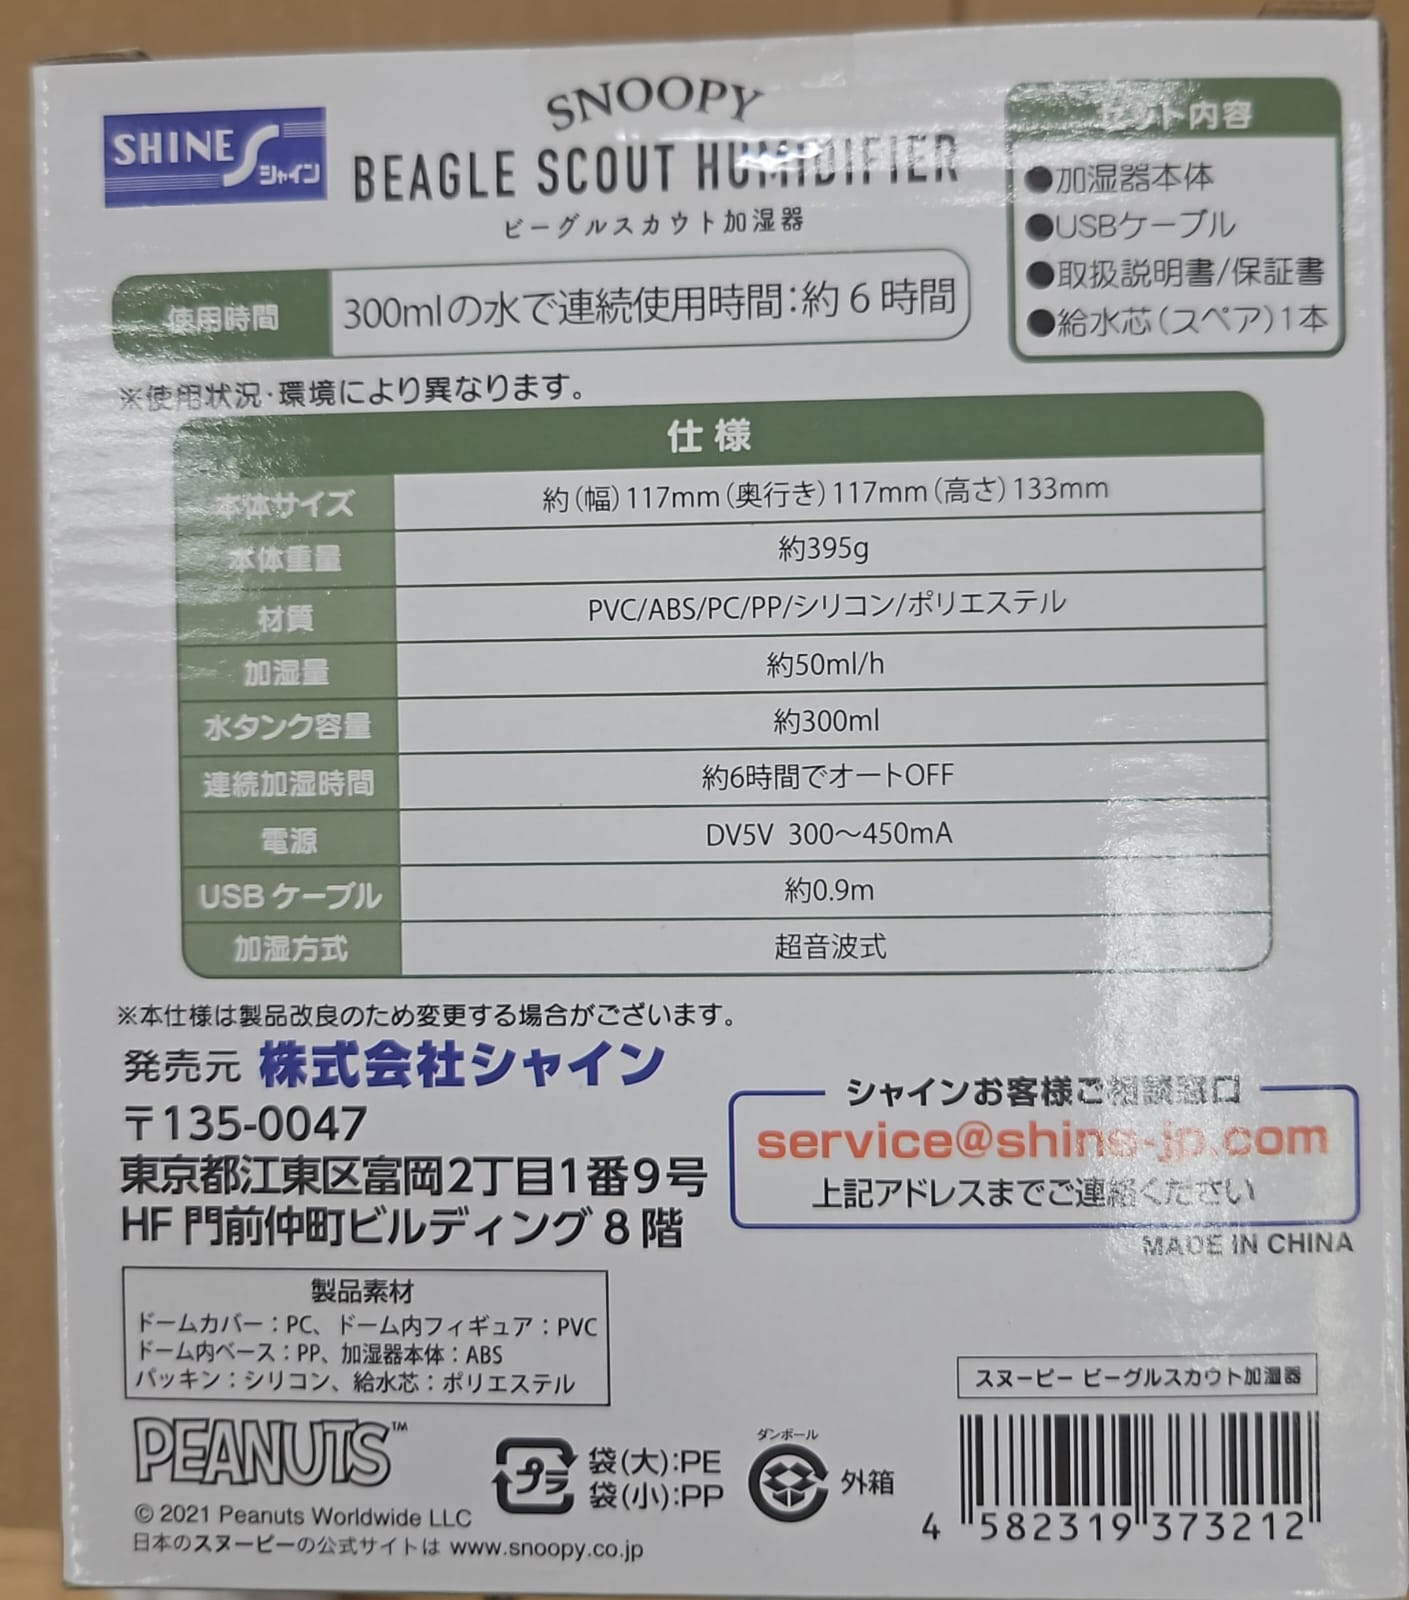 SHINE
シャイン
SNOOPY
BEAGLE SCOUT HUMIDIFIER
ビーグルスカウト加湿器
セット内容
●加湿器本体
●USBケーブル
●取扱説明書/保証書
●給水芯(スペア)1本
使用時間 300mlの水で連続使用時間:約6時間
※使用状況・環境により異なります。
仕様
本体サイズ 約(幅)117mm(奥行き)117mm(高さ)133mm
本体重量 約395g
材質 PVC/ABS/PC/PP/シリコン/ポリエステル
加湿量 約50ml/h
水タンク容量 約300ml
連続加湿時間 約6時間でオートOFF
電源 DV5V 300〜450mA
USBケーブル 約0.9m
加湿方式 超音波式
※本仕様は製品改良のため変更する場合がございます。
発売元 株式会社シャイン
〒135-0047
東京都江東区富岡2丁目1番9号
HF門前仲町ビルディング8階
シャインお客様ご相談窓口
service@shine-jp.com
上記アドレスまでご連絡ください
MADE IN CHINA
製品素材
ドームカバー:PC、ドーム内フィギュア:PVC
ドーム内ベース:PP、加湿器本体:ABS
パッキン:シリコン、給水芯:ポリエステル
PEANUTS™
© 2021 Peanuts Worldwide LLC
日本のスヌーピーの公式サイトは www.snoopy.co.jp
プラ
袋(大):PE
袋(小):PP
ダンボール
外箱
スヌーピー ビーグルスカウト加湿器
4 582319 373212